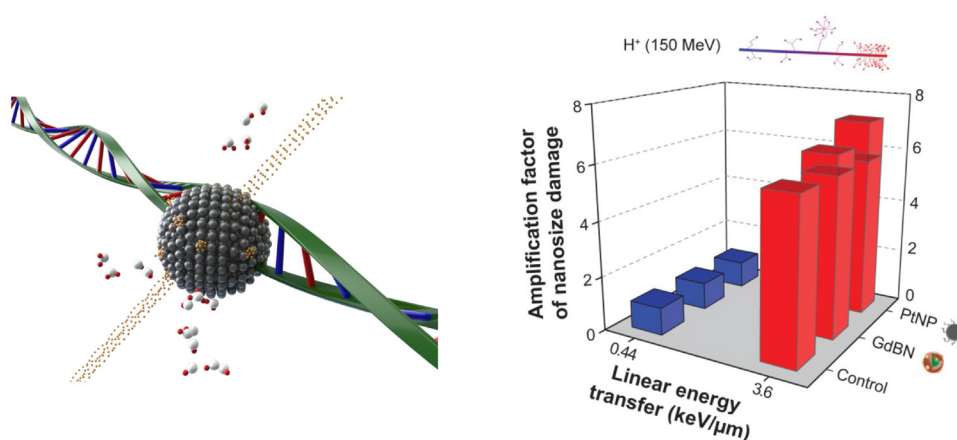 H⁺ (150 MeV)
Amplification factor
of nanosize damage
8
6
4
2
0
8
6
4
2
0
0.44
3.6
Linear energy
transfer (keV/μm)
PtNP
GdBN
Control